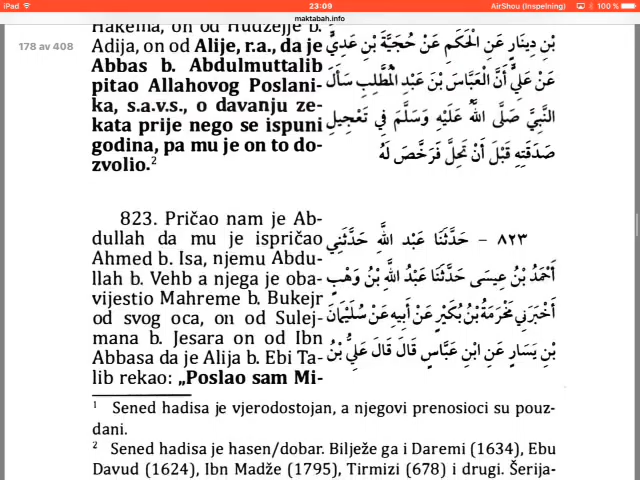 iPad
23:09
AirShou (Inspelning)
100 %
maktabah.info
178 av 408
Hakema, on od Hudžejje b.
Adija, on od Alije, r.a., da je
Abbas b. Abdulmuttalib
pitao Allahovog Poslani-
ka, s.a.v.s., o davanju ze-
kata prije nego se ispuni
godina, pa mu je on to do-
zvolio.²
بْنِ دِينَارٍ عَنِ الْحَكَمِ عَنْ حُجَيَّةَ بْنِ عَدِيٍّ
عَنْ عَلِيٍّ أَنَّ الْعَبَّاسَ بْنَ عَبْدِ الْمُطَّلِبِ سَأَلَ
النَّبِيَّ صَلَّى اللَّهُ عَلَيْهِ وَسَلَّمَ فِي تَعْجِيلِ
صَدَقَتِهِ قَبْلَ أَنْ تَحِلَّ فَرَخَّصَ لَهُ
823. Pričao nam je Ab-
dullah da mu je ispričao
Ahmed b. Isa, njemu Abdu-
llah b. Vehb a njega je oba-
vijestio Mahreme b. Bukejr
od svog oca, on od Sulej-
mana b. Jesara on od Ibn
Abbasa da je Alija b. Ebi Ta-
lib rekao: „Poslao sam Mi-
٨٢٣ – حَدَّثَنَا عَبْد اللَّهِ حَدَّثَنِي
أَحْمَدُ بْنُ عِيسَى حَدَّثَنَا عَبْدُ اللَّهِ بْنُ وَهْبٍ
أَخْبَرَنِي مَخْرَمَةُ بْنُ بُكَيْرٍ عَنْ أَبِيهِ عَنْ سُلَيْمَانَ
بْنِ يَسَارٍ عَنِ ابْنِ عَبَّاسٍ قَالَ قَالَ عَلِيُّ بْنُ
¹ Sened hadisa je vjerodostojan, a njegovi prenosioci su pouz-
dani.
² Sened hadisa je hasen/dobar. Bilježe ga i Daremi (1634), Ebu
Davud (1624), Ibn Madže (1795), Tirmizi (678) i drugi. Šerija-